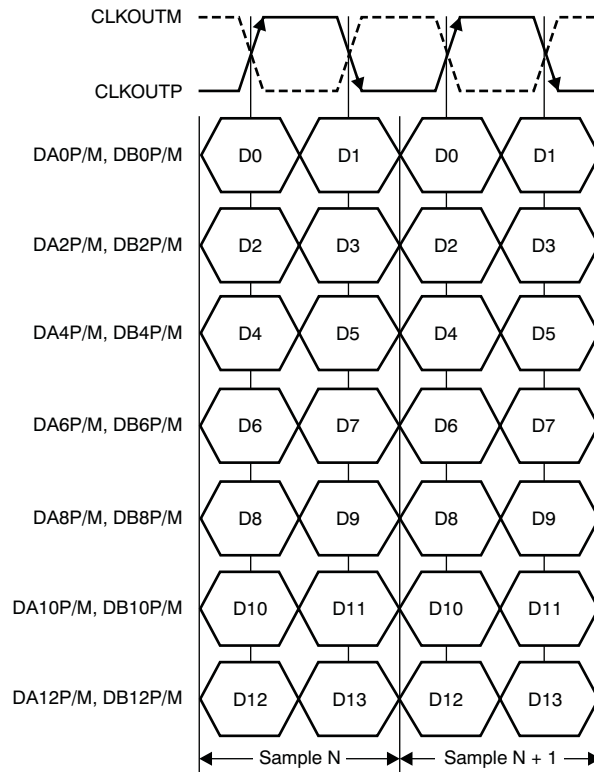 CLKOUTM
CLKOUTP
DA0P/M, DB0P/M D0 D1 D0 D1
DA2P/M, DB2P/M D2 D3 D2 D3
DA4P/M, DB4P/M D4 D5 D4 D5
DA6P/M, DB6P/M D6 D7 D6 D7
DA8P/M, DB8P/M D8 D9 D8 D9
DA10P/M, DB10P/M D10 D11 D10 D11
DA12P/M, DB12P/M D12 D13 D12 D13
Sample N Sample N + 1